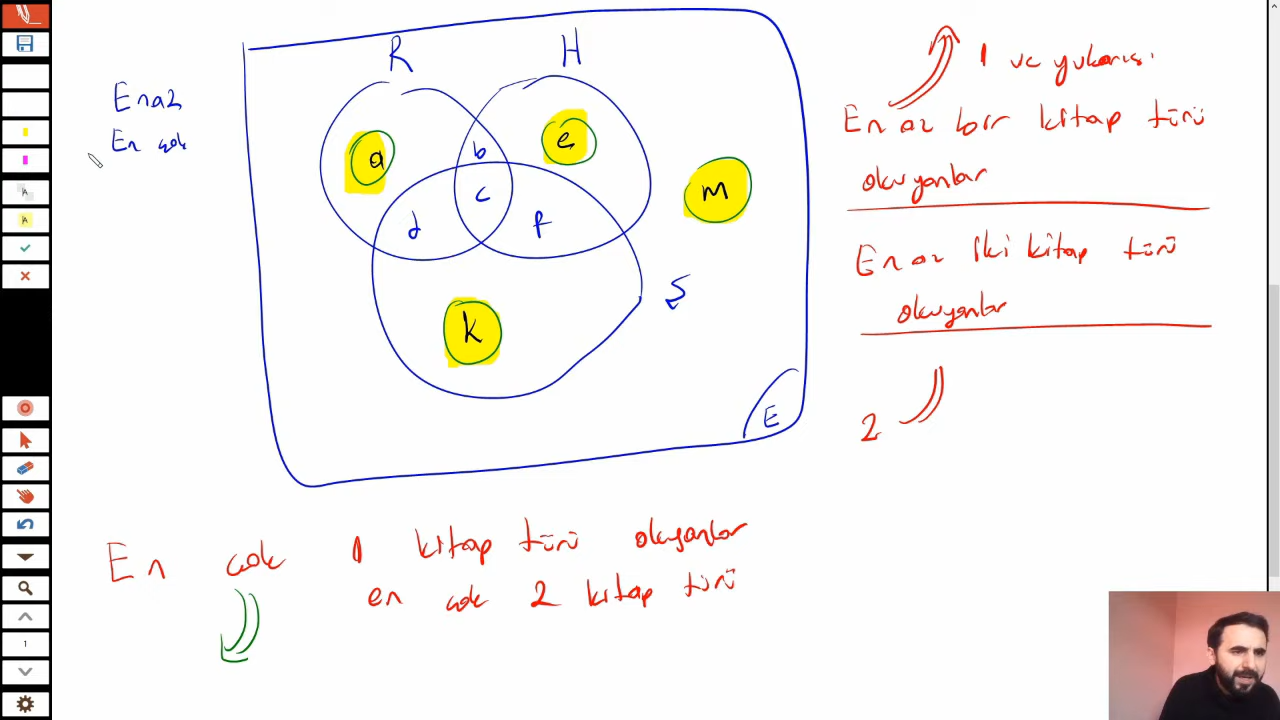 R
H
En az
En çok
a
b
e
c
d
f
m
k
S
E
1 ve yukarısı.
En az bir kitap türü
okuyanlar
En az iki kitap türü
okuyanlar
2
En çok 1 kitap türü okuyanlar
en çok 2 kitap türü
1